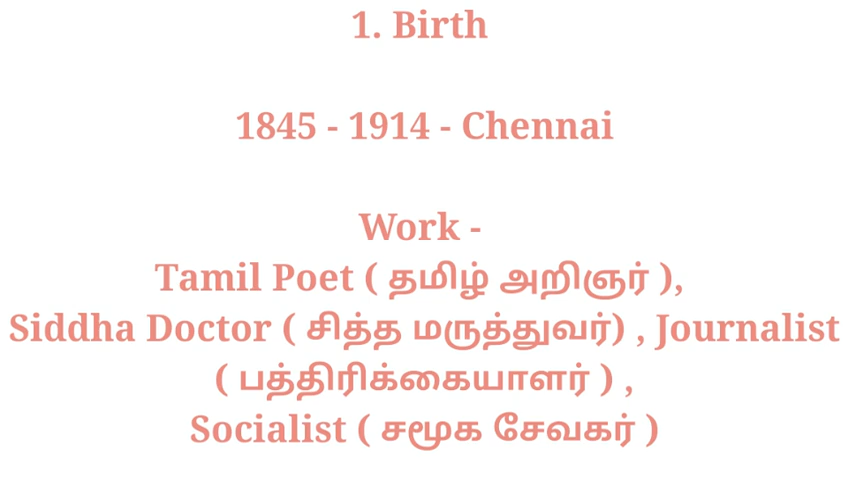 1. Birth
1845 - 1914 - Chennai
Work -
Tamil Poet ( தமிழ் அறிஞர் ),
Siddha Doctor ( சித்த மருத்துவர்) , Journalist
( பத்திரிக்கையாளர் ) ,
Socialist ( சமூக சேவகர் )